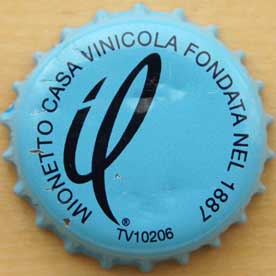 MIONETTO CASA VINICOLA FONDATA NEL 1887
il
®
TV10206